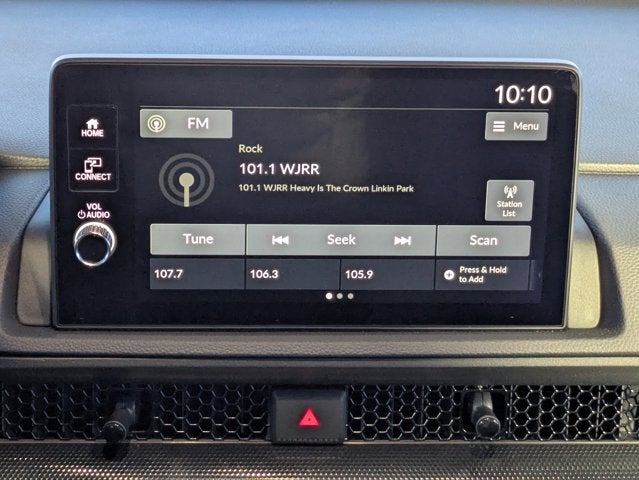 10:10
FM
Menu
HOME
CONNECT
VOL
AUDIO
Rock
101.1 WJRR
101.1 WJRR Heavy Is The Crown Linkin Park
Station
List
Tune
Seek
Scan
107.7
106.3
105.9
Press & Hold
to Add